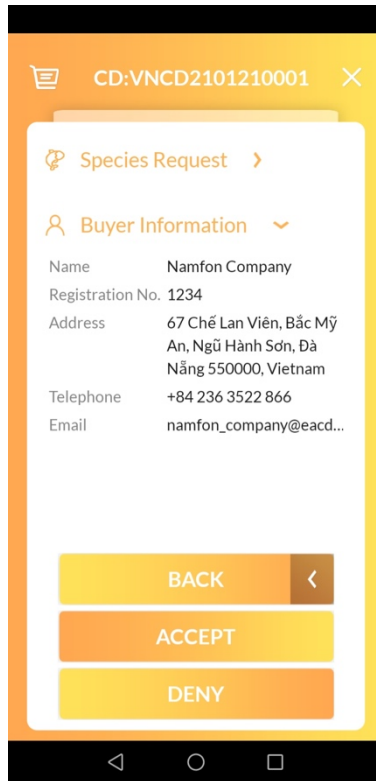 CD:VNCD2101210001
Species Request
Buyer Information
Name Namfon Company
Registration No. 1234
Address 67 Chế Lan Viên, Bắc Mỹ
An, Ngũ Hành Sơn, Đà
Nẵng 550000, Vietnam
Telephone +84 236 3522 866
Email namfon_company@eacd...
BACK
ACCEPT
DENY